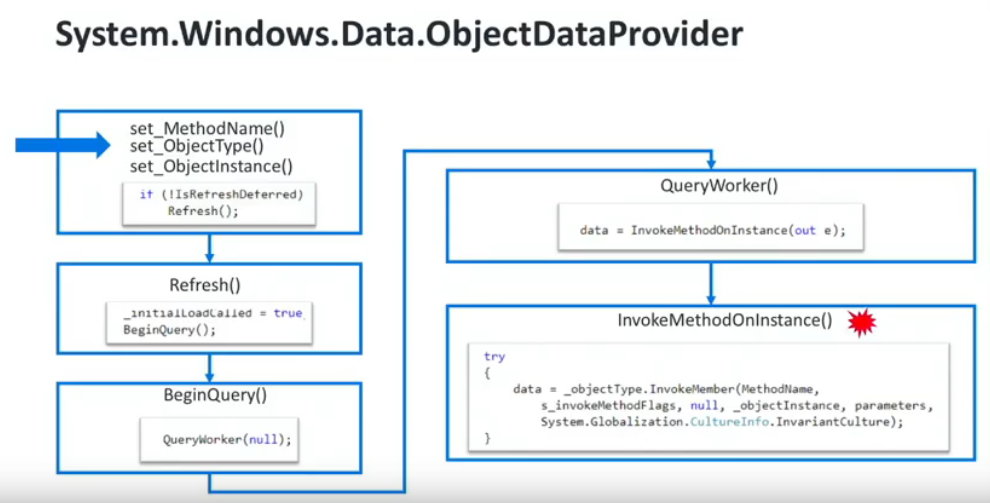 System.Windows.Data.ObjectDataProvider
set_MethodName()
set_ObjectType()
set_ObjectInstance()
if (!IsRefreshDeferred)
Refresh();
Refresh()
_initialLoadCalled = true
BeginQuery();
BeginQuery()
QueryWorker(null);
QueryWorker()
data = InvokeMethodOnInstance(out e);
InvokeMethodOnInstance()
try
{
data = _objectType.InvokeMember(MethodName,
s_invokeMethodFlags, null, _objectInstance, parameters,
System.Globalization.CultureInfo.InvariantCulture);
}